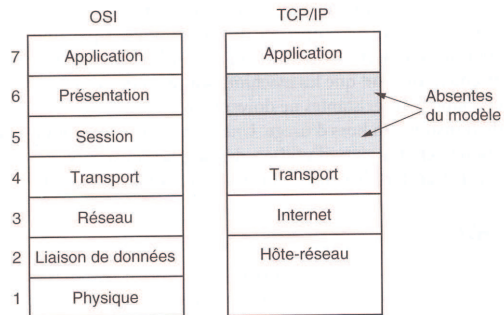 OSI TCP/IP
7 Application Application
6 Présentation
Absentes
du modèle
5 Session
4 Transport Transport
3 Réseau Internet
2 Liaison de données Hôte-réseau
1 Physique